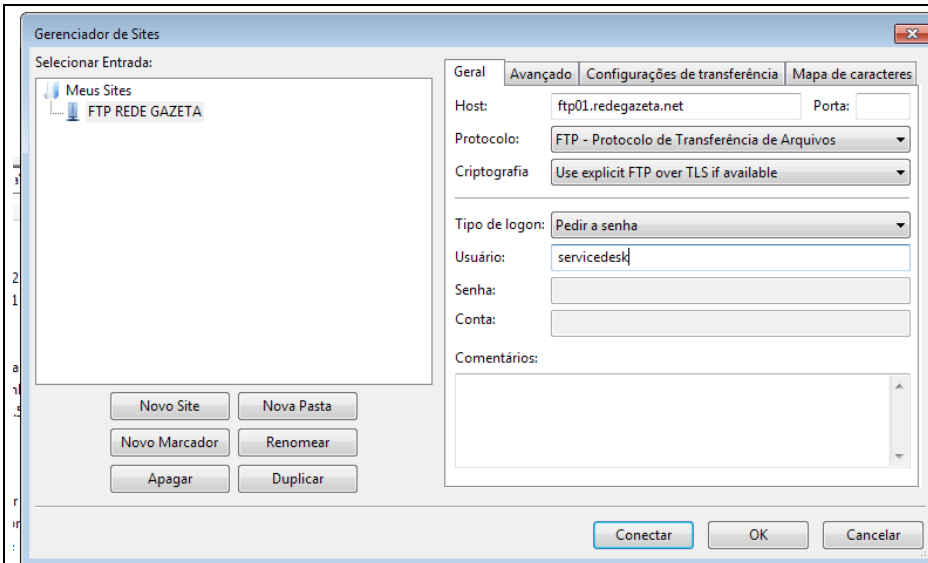 Gerenciador de Sites
Selecionar Entrada:
Meus Sites
FTP REDE GAZETA
Novo Site
Nova Pasta
Novo Marcador
Renomear
Apagar
Duplicar
Geral
Avançado
Configurações de transferência
Mapa de caracteres
Host:
ftp01.redegazeta.net
Porta:
Protocolo:
FTP - Protocolo de Transferência de Arquivos
Criptografia
Use explicit FTP over TLS if available
Tipo de logon:
Pedir a senha
Usuário:
servicedesk
Senha:
Conta:
Comentários:
Conectar
OK
Cancelar